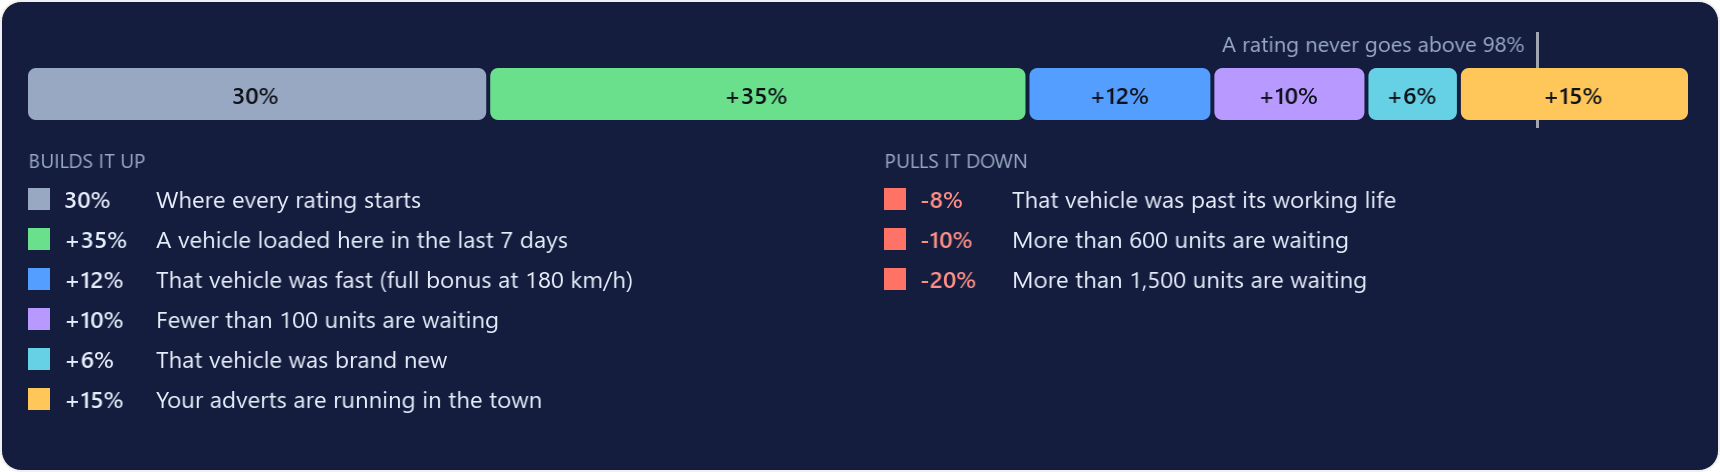 A rating never goes above 98%
30% +35% +12% +10% +6% +15%
BUILDS IT UP
30% Where every rating starts
+35% A vehicle loaded here in the last 7 days
+12% That vehicle was fast (full bonus at 180 km/h)
+10% Fewer than 100 units are waiting
+6% That vehicle was brand new
+15% Your adverts are running in the town
PULLS IT DOWN
-8% That vehicle was past its working life
-10% More than 600 units are waiting
-20% More than 1,500 units are waiting